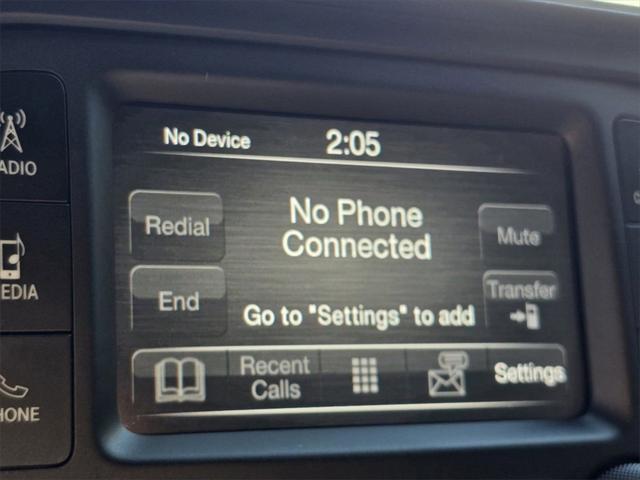 No Device 2:05
No Phone
Connected
Redial
Mute
End
Go to "Settings" to add
Transfer
Recent
Calls
Settings
ADIO
EDIA
HONE